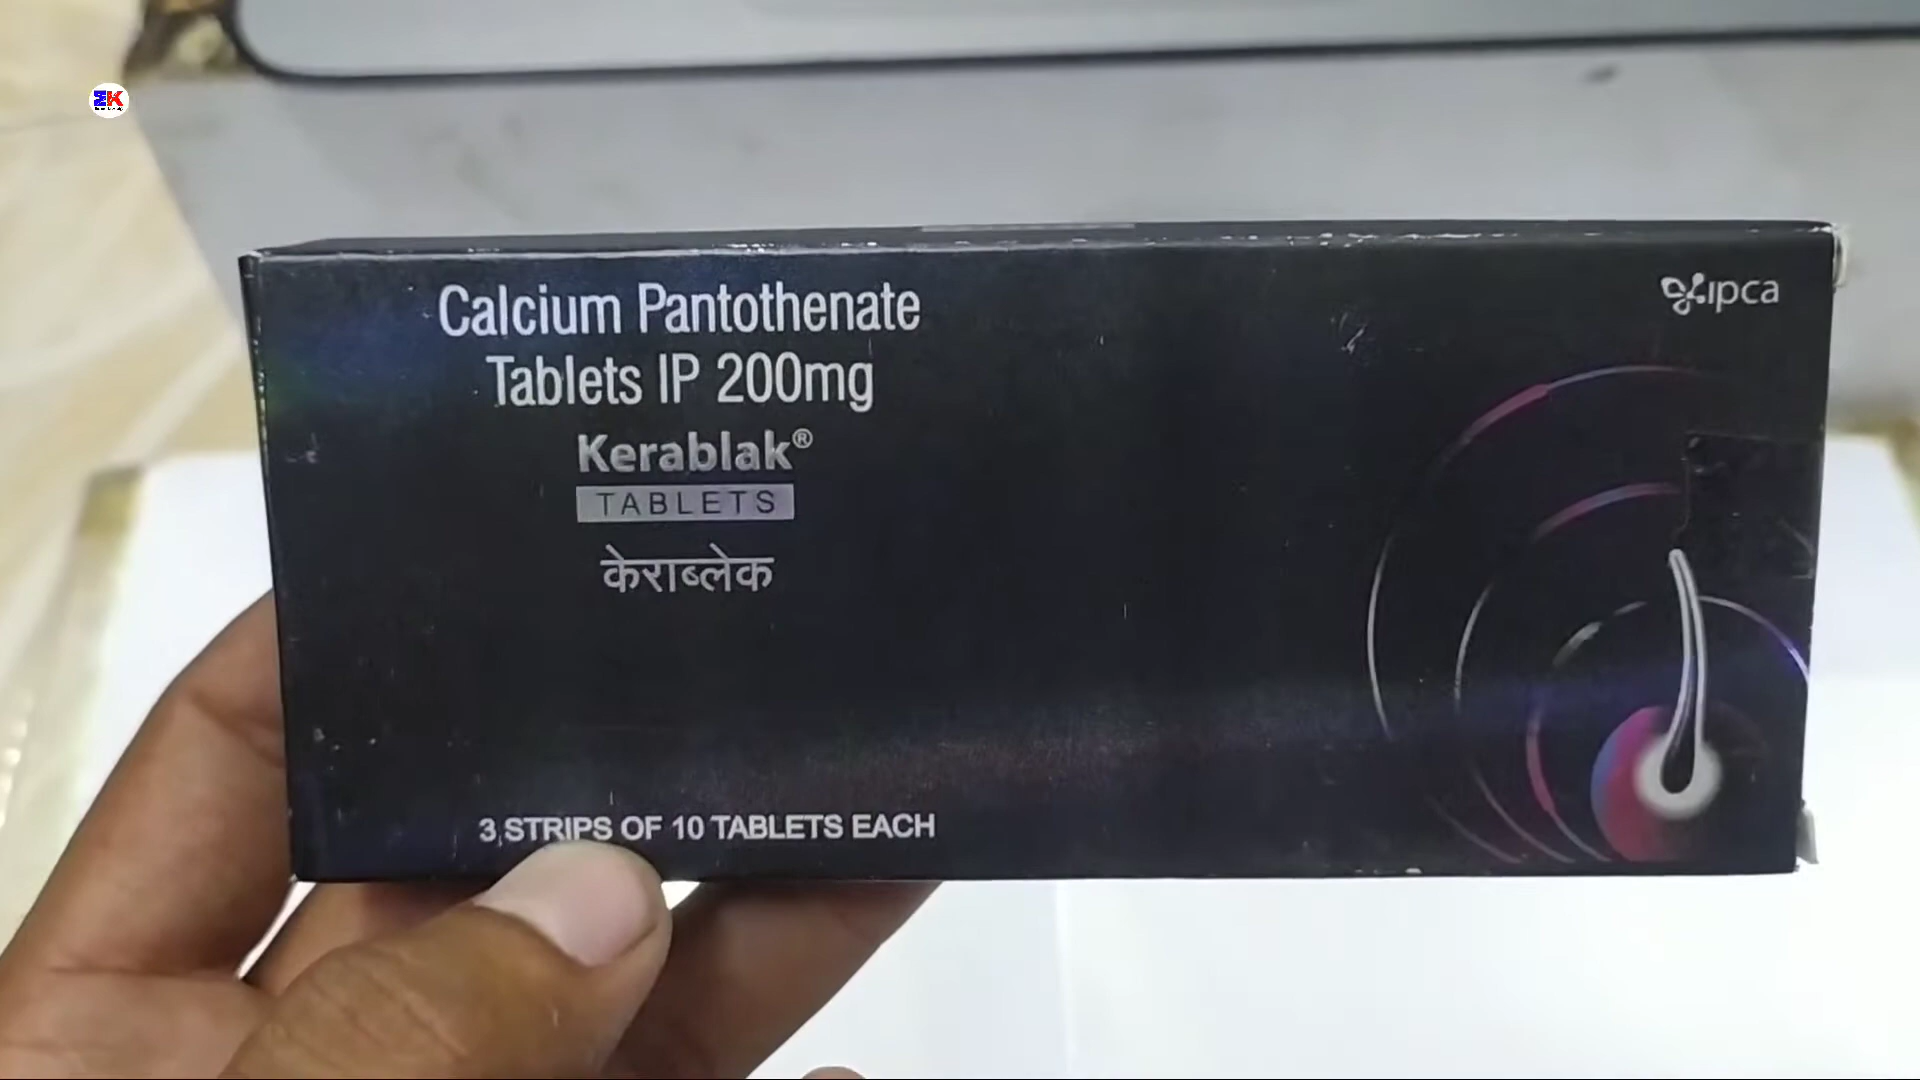 Calcium Pantothenate
Tablets IP 200mg
Kerablak®
TABLETS
केराब्लेक
3 STRIPS OF 10 TABLETS EACH
ipca